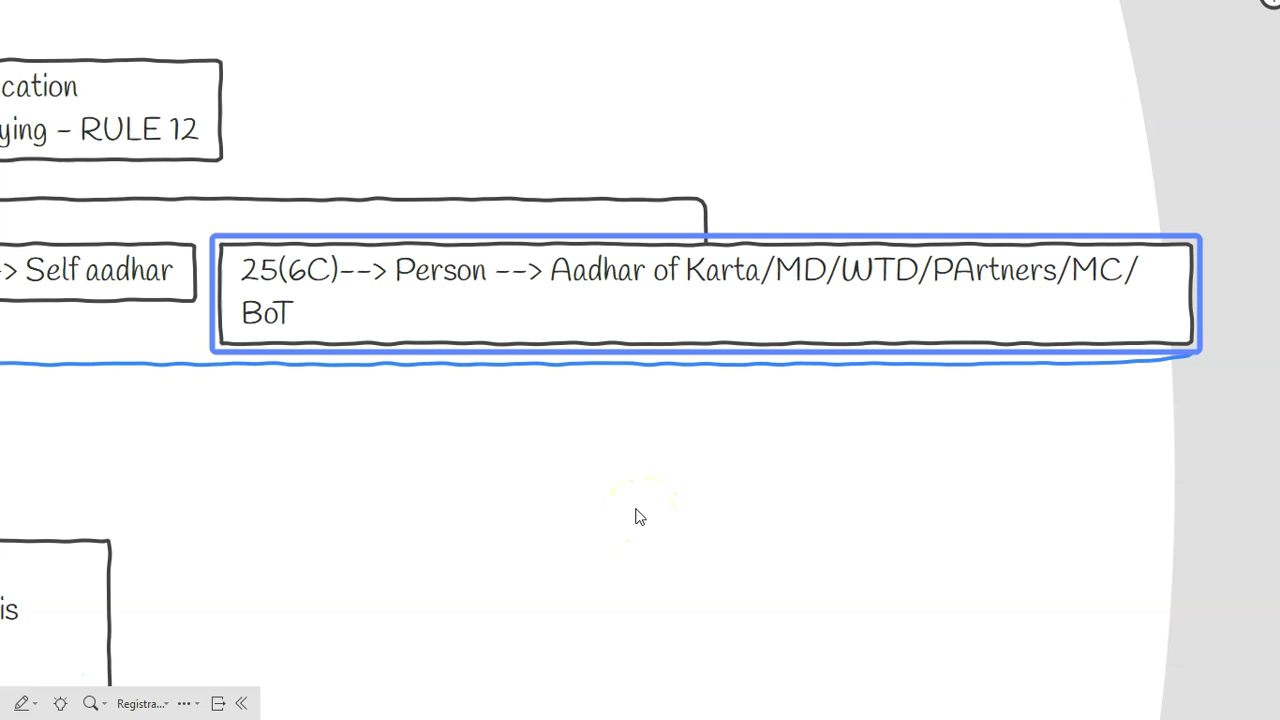 cation
ying - RULE 12
-> Self aadhar
25(6C)--> Person --> Aadhar of Karta/MD/WTD/PArtners/MC/
BoT
is
Registra...